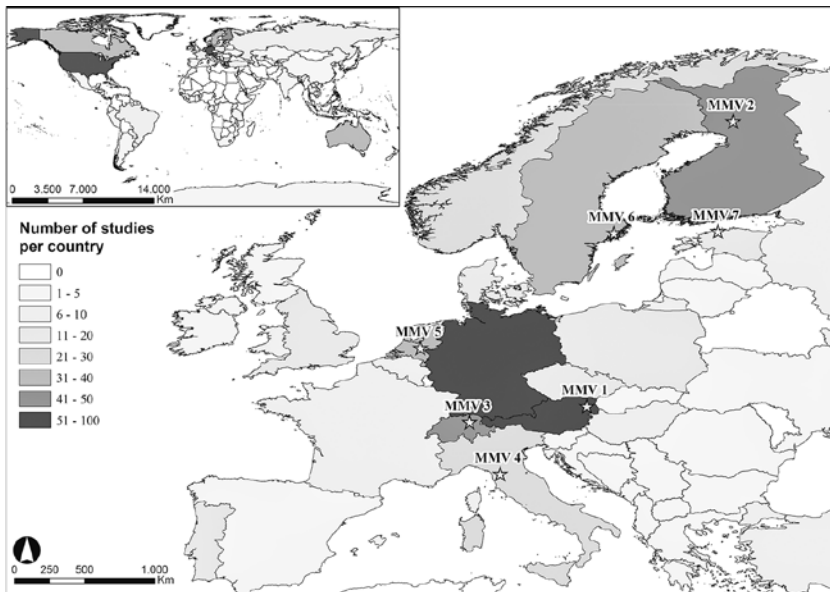 0 3.500 7.000 14.000
Km
Number of studies
per country
0
1 - 5
6 - 10
11 - 20
21 - 30
31 - 40
41 - 50
51 - 100
MMV 2
MMV 6
MMV 7
MMV 5
MMV 1
MMV 3
MMV 4
0 500 1.000
Km